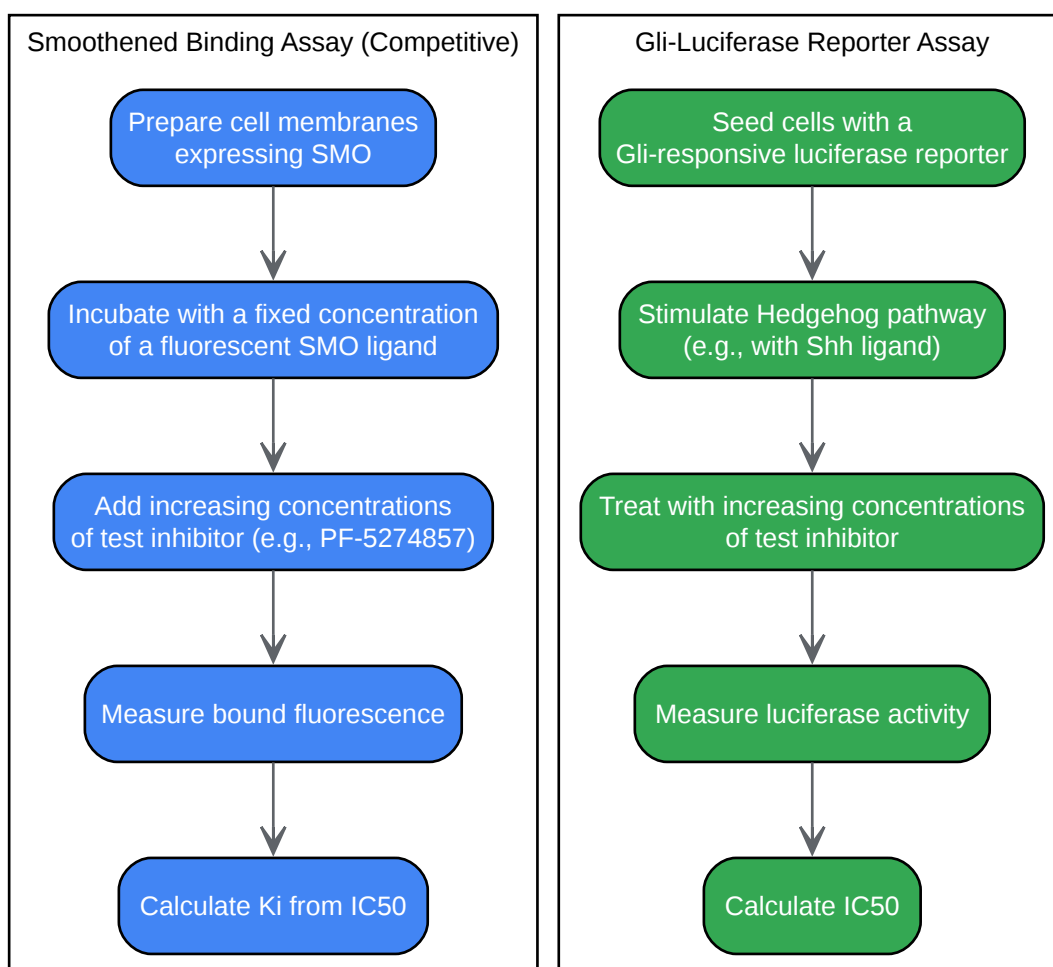 Smoothened Binding Assay (Competitive)
Prepare cell membranes
expressing SMO
Incubate with a fixed concentration
of a fluorescent SMO ligand
Add increasing concentrations
of test inhibitor (e.g., PF-5274857)
Measure bound fluorescence
Calculate Ki from IC50
Gli-Luciferase Reporter Assay
Seed cells with a
Gli-responsive luciferase reporter
Stimulate Hedgehog pathway
(e.g., with Shh ligand)
Treat with increasing concentrations
of test inhibitor
Measure luciferase activity
Calculate IC50